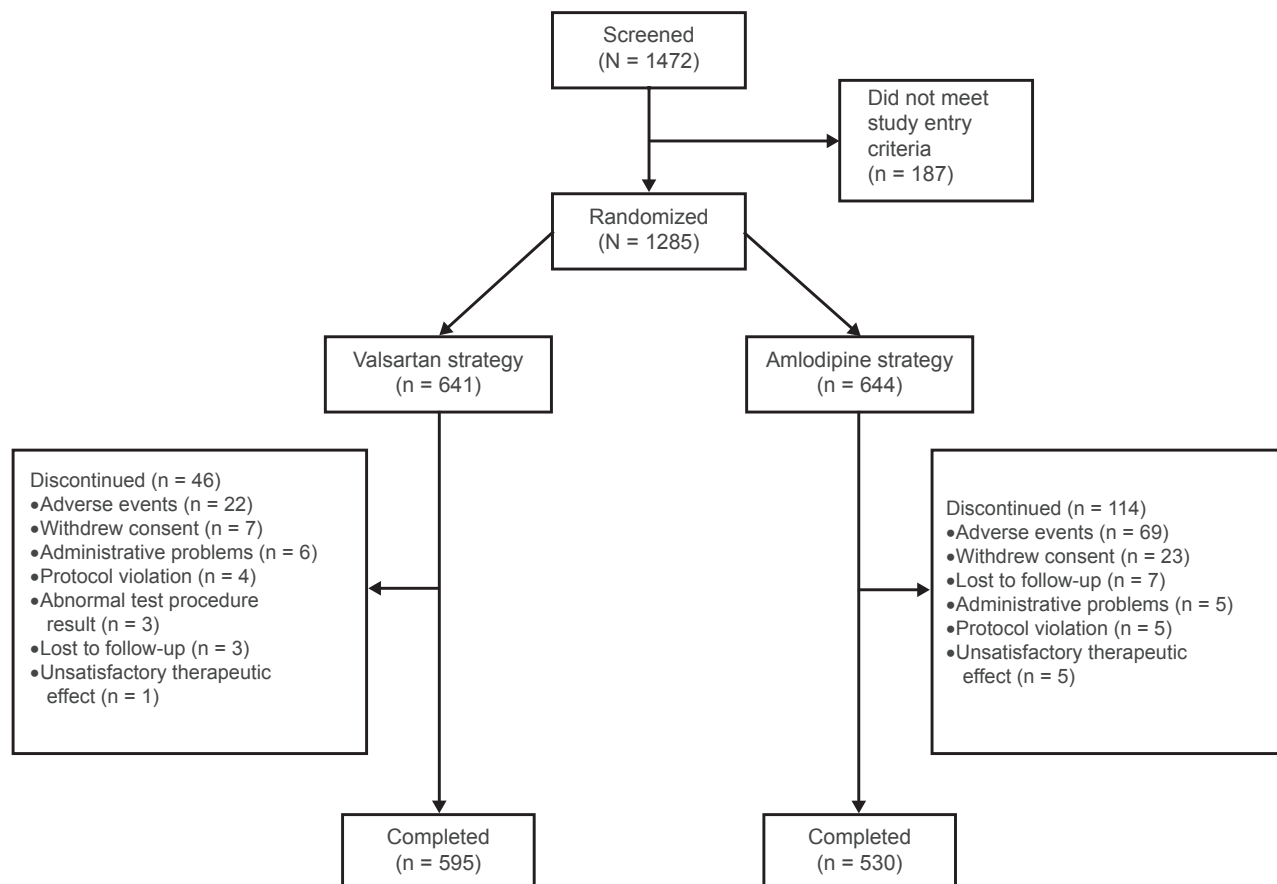 Screened
(N = 1472)
Did not meet
study entry
criteria
(n = 187)
Randomized
(N = 1285)
Valsartan strategy
(n = 641)
Amlodipine strategy
(n = 644)
Discontinued (n = 46)
•Adverse events (n = 22)
•Withdrew consent (n = 7)
•Administrative problems (n = 6)
•Protocol violation (n = 4)
•Abnormal test procedure
result (n = 3)
•Lost to follow-up (n = 3)
•Unsatisfactory therapeutic
effect (n = 1)
Discontinued (n = 114)
•Adverse events (n = 69)
•Withdrew consent (n = 23)
•Lost to follow-up (n = 7)
•Administrative problems (n = 5)
•Protocol violation (n = 5)
•Unsatisfactory therapeutic
effect (n = 5)
Completed
(n = 595)
Completed
(n = 530)